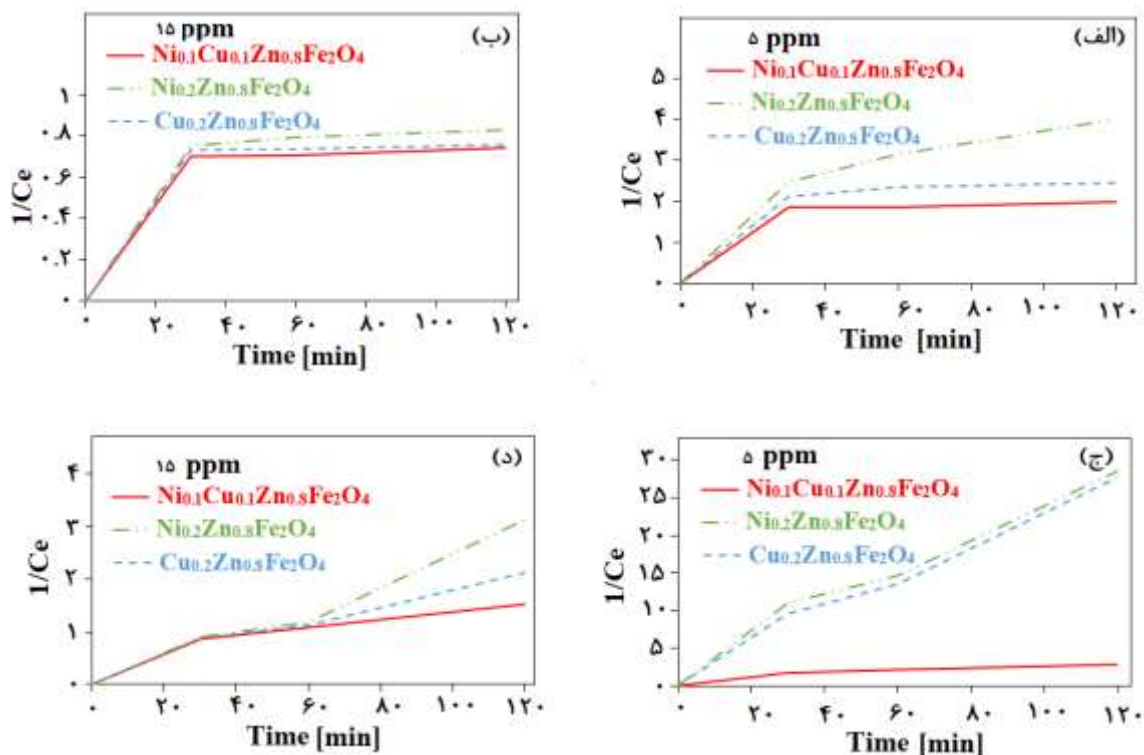 ۱۵ ppm (ب)
Ni0.1Cu0.1Zn0.8Fe2O4
Ni0.2Zn0.8Fe2O4
Cu0.2Zn0.8Fe2O4
۱
۰.۸
۰.۶
۰.۴
۰.۲
۰
1/Ce
۰ ۲۰ ۴۰ ۶۰ ۸۰ ۱۰۰ ۱۲۰
Time [min]
۵ ppm (الف)
Ni0.1Cu0.1Zn0.8Fe2O4
Ni0.2Zn0.8Fe2O4
Cu0.2Zn0.8Fe2O4
۵
۴
۳
۲
۱
۰
1/Ce
۰ ۲۰ ۴۰ ۶۰ ۸۰ ۱۰۰ ۱۲۰
Time [min]
۱۵ ppm (د)
Ni0.1Cu0.1Zn0.8Fe2O4
Ni0.2Zn0.8Fe2O4
Cu0.2Zn0.8Fe2O4
۴
۳
۲
۱
۰
1/Ce
۰ ۲۰ ۴۰ ۶۰ ۸۰ ۱۰۰ ۱۲۰
Time [min]
۵ ppm (ج)
Ni0.1Cu0.1Zn0.8Fe2O4
Ni0.2Zn0.8Fe2O4
Cu0.2Zn0.8Fe2O4
۳۰
۲۵
۲۰
۱۵
۱۰
۵
۰
1/Ce
۰ ۲۰ ۴۰ ۶۰ ۸۰ ۱۰۰ ۱۲۰
Time [min]